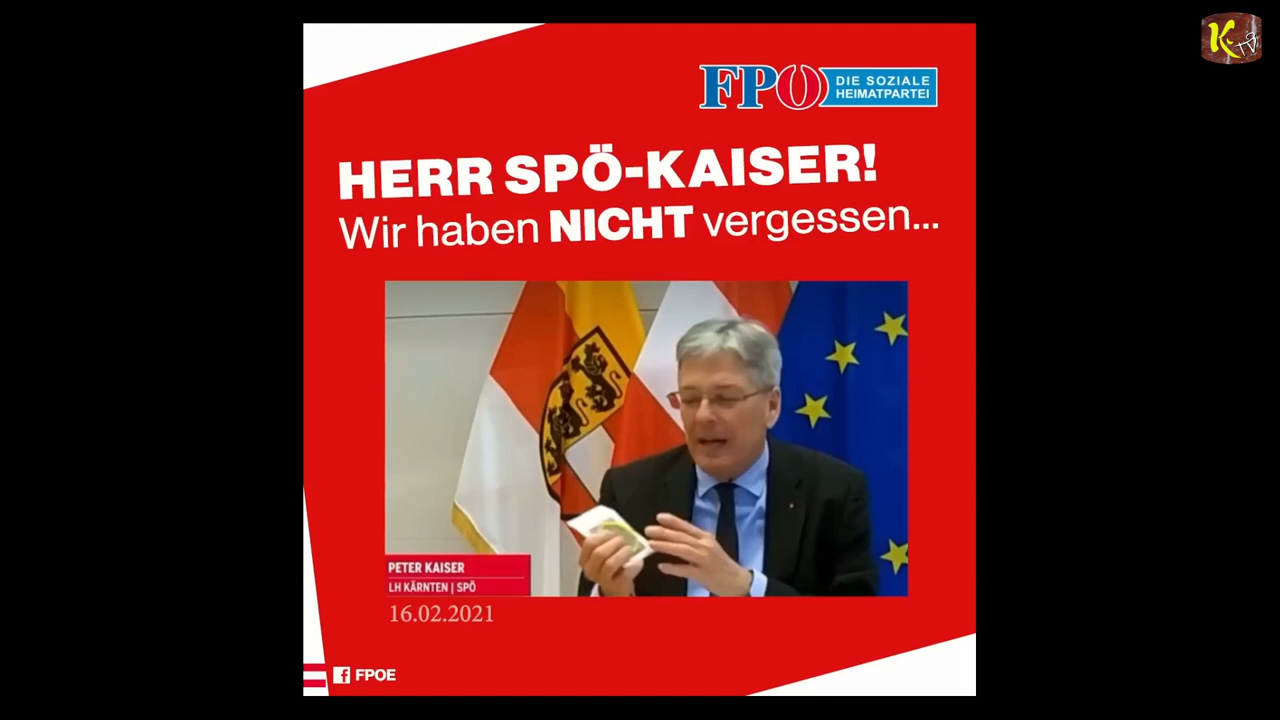 K-TV
FPÖ DIE SOZIALE
HEIMATPARTEI
HERR SPÖ-KAISER!
Wir haben NICHT vergessen...
PETER KAISER
LH KÄRNTEN | SPÖ
16.02.2021
f FPOE